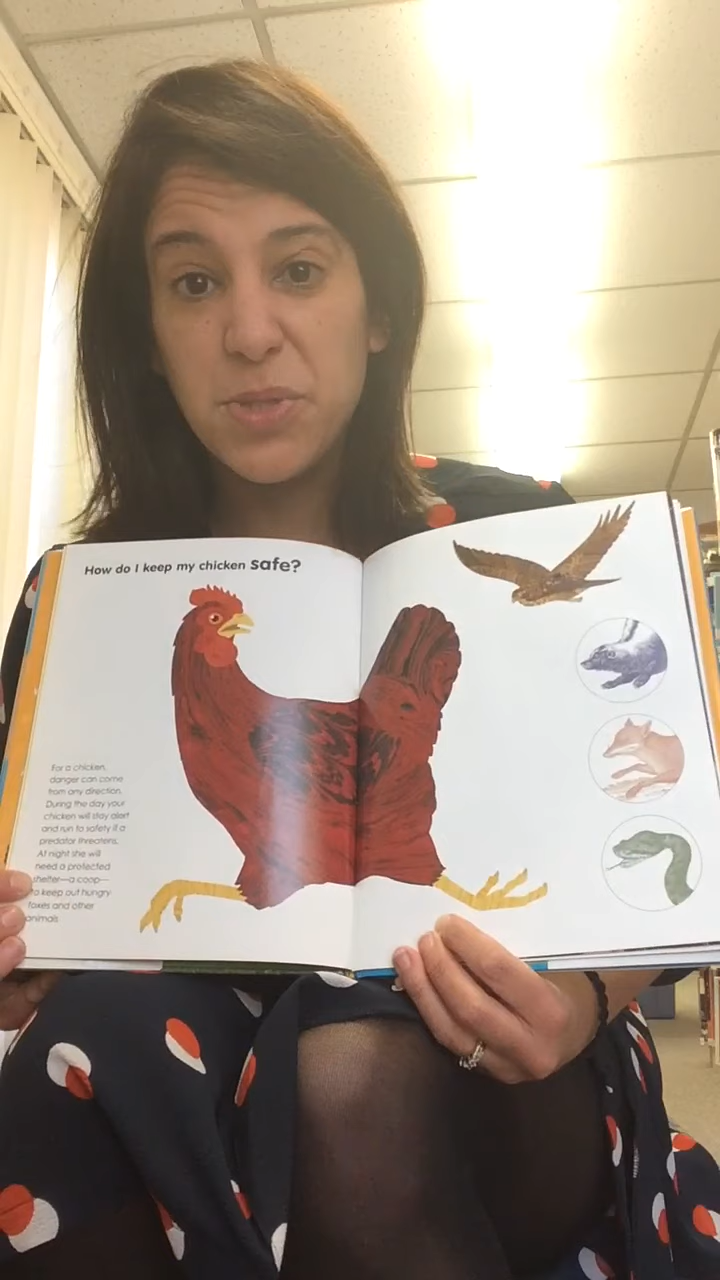 How do I keep my chicken safe?
For a chicken,
danger can come
from any direction.
During the day your
chicken will stay alert
and run to safety if a
predator threatens.
At night she will
need a protected
shelter—a coop—
to keep out hungry
foxes and other
animals.